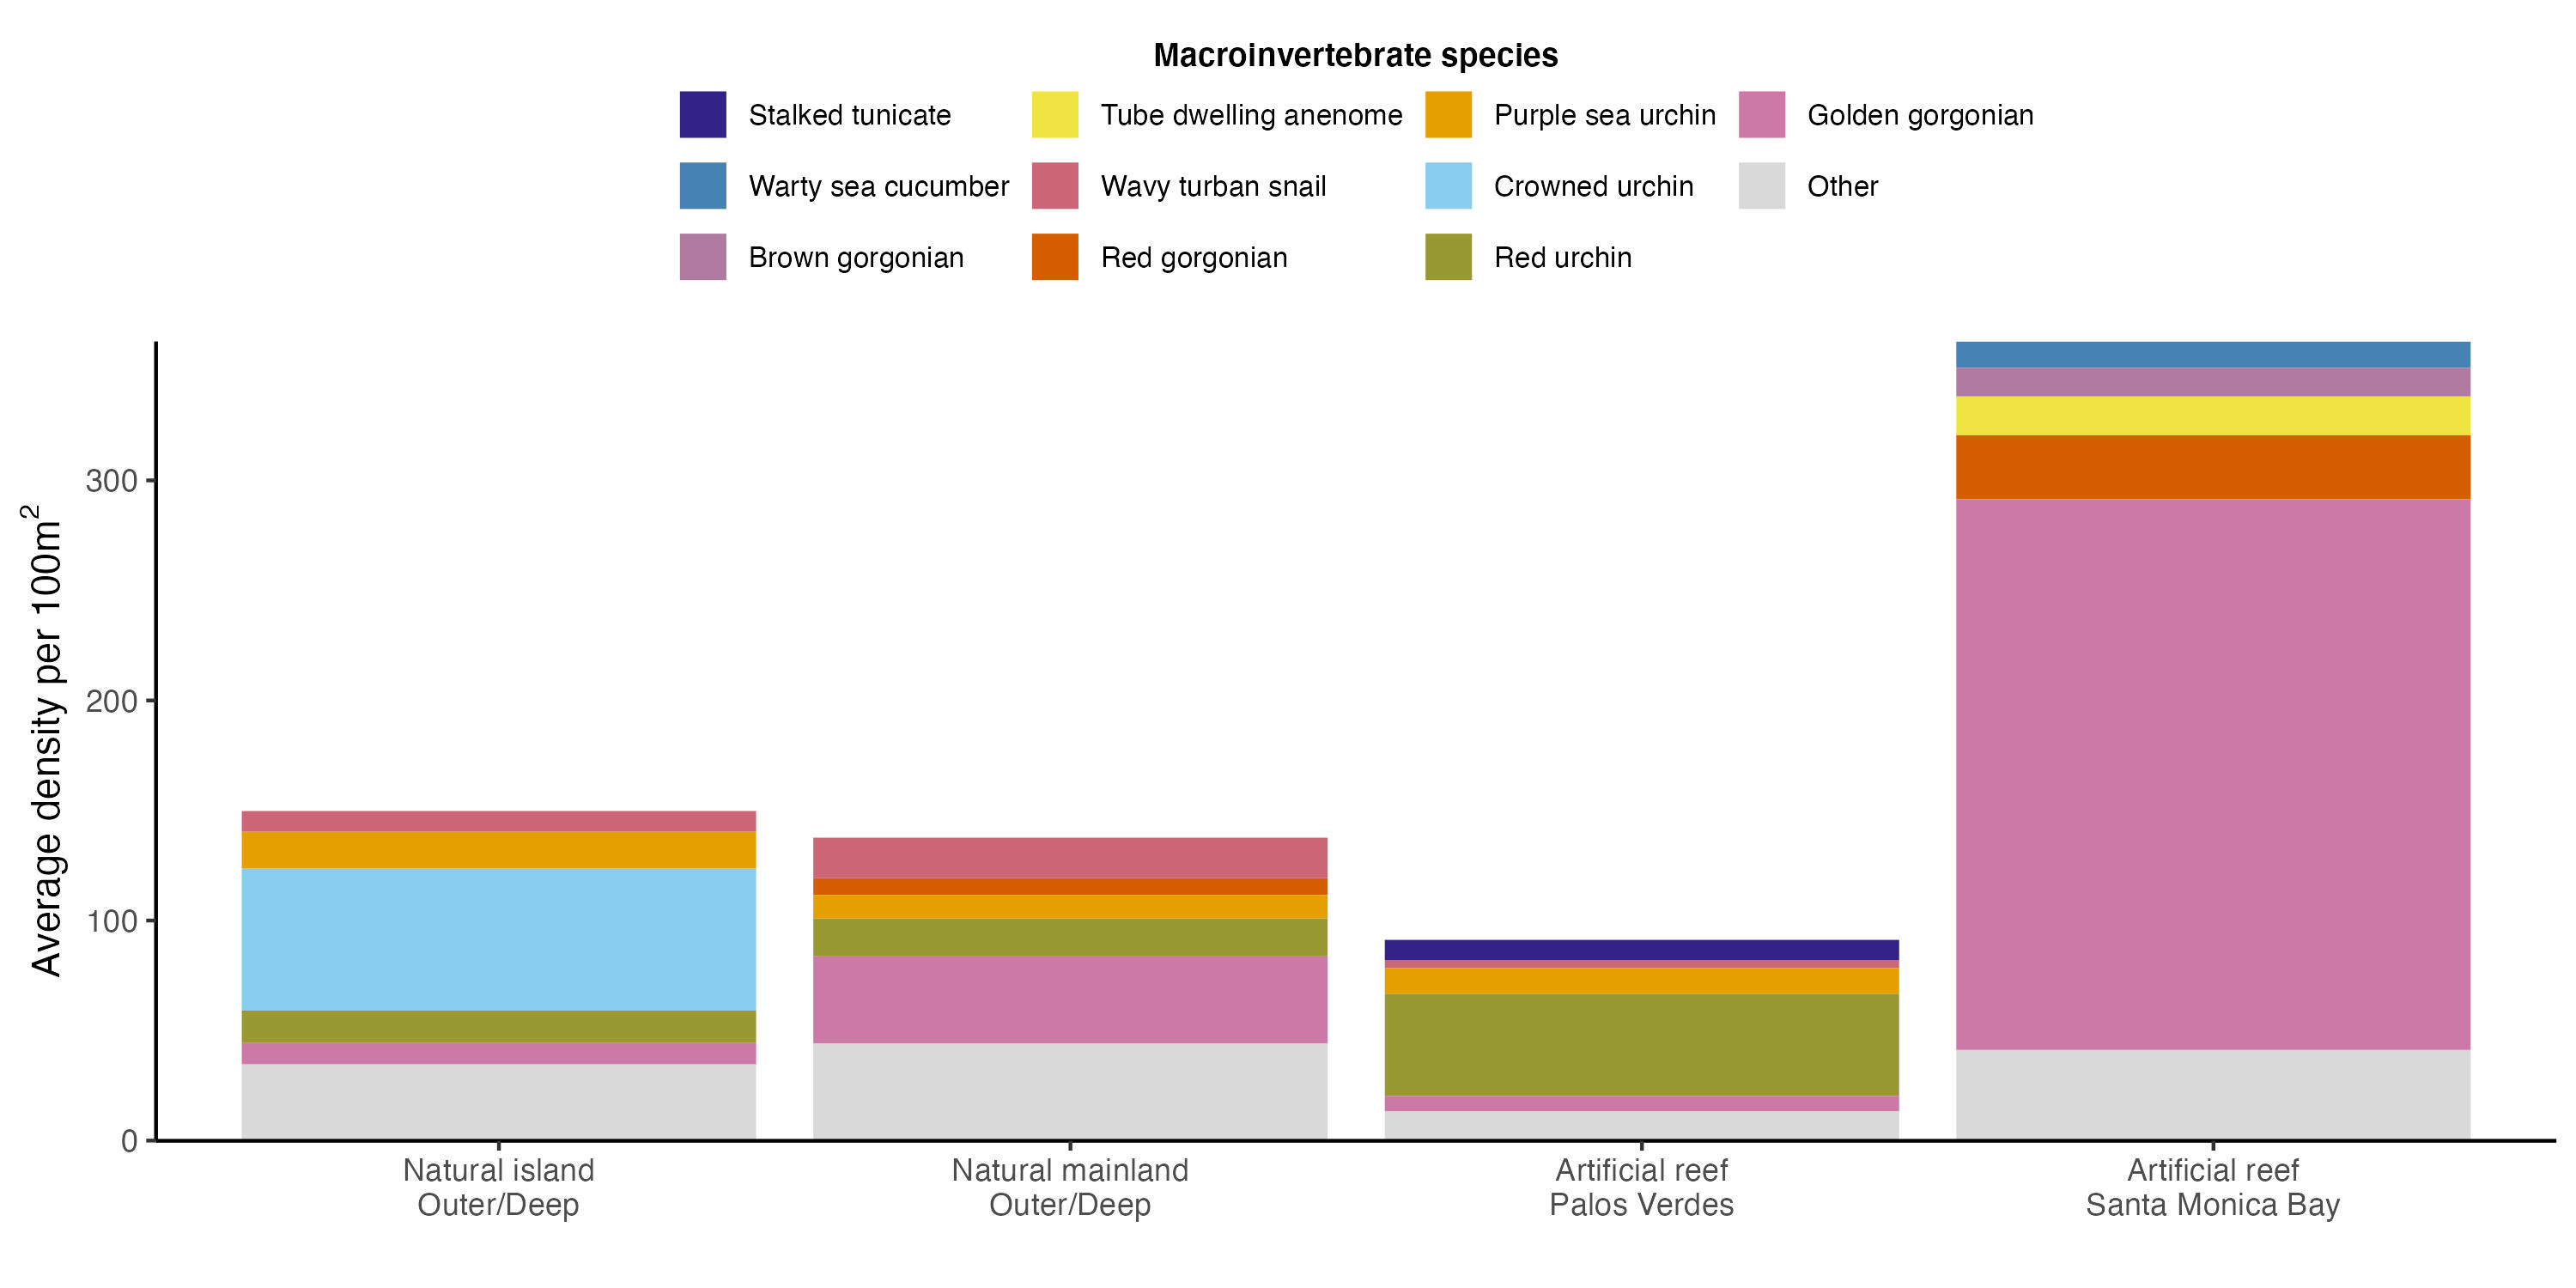 Macroinvertebrate species
Stalked tunicate
Tube dwelling anenome
Purple sea urchin
Golden gorgonian
Warty sea cucumber
Wavy turban snail
Crowned urchin
Other
Brown gorgonian
Red gorgonian
Red urchin
Average density per 100m²
300
200
100
0
Natural island
Outer/Deep
Natural mainland
Outer/Deep
Artificial reef
Palos Verdes
Artificial reef
Santa Monica Bay